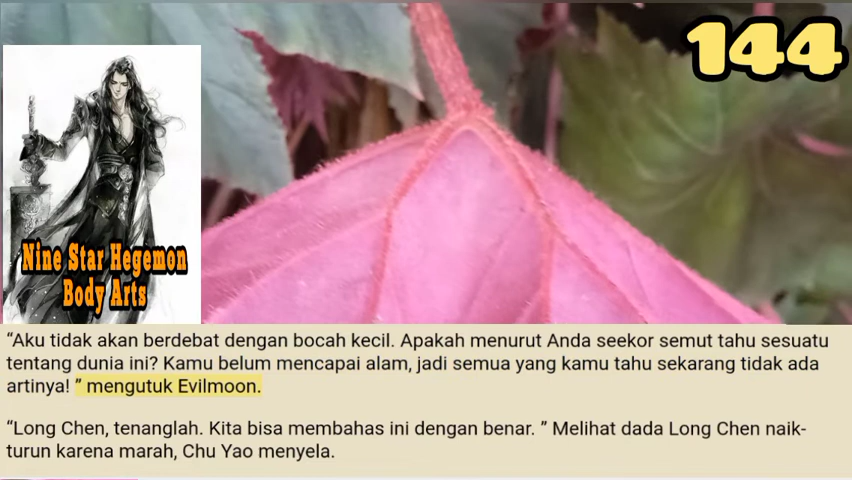 144
Nine Star Hegemon
Body Arts
“Aku tidak akan berdebat dengan bocah kecil. Apakah menurut Anda seekor semut tahu sesuatu
tentang dunia ini? Kamu belum mencapai alam, jadi semua yang kamu tahu sekarang tidak ada
artinya! ” mengutuk Evilmoon.
“Long Chen, tenanglah. Kita bisa membahas ini dengan benar. ” Melihat dada Long Chen naik-
turun karena marah, Chu Yao menyela.